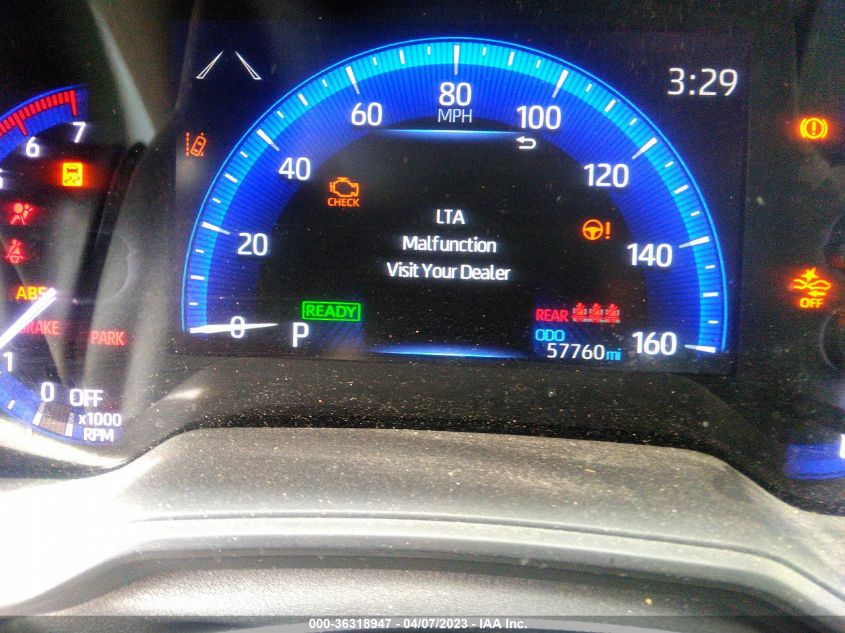 3:29
80
MPH
60
100
7
6
40
120
CHECK
LTA
Malfunction
Visit Your Dealer
20
140
ABS
OFF
READY
REAR
BRAKE
PARK
0
P
ODO
160
57760 mi
1
0
OFF
x1000
RPM
000-36318947 - 04/07/2023 - IAA Inc.